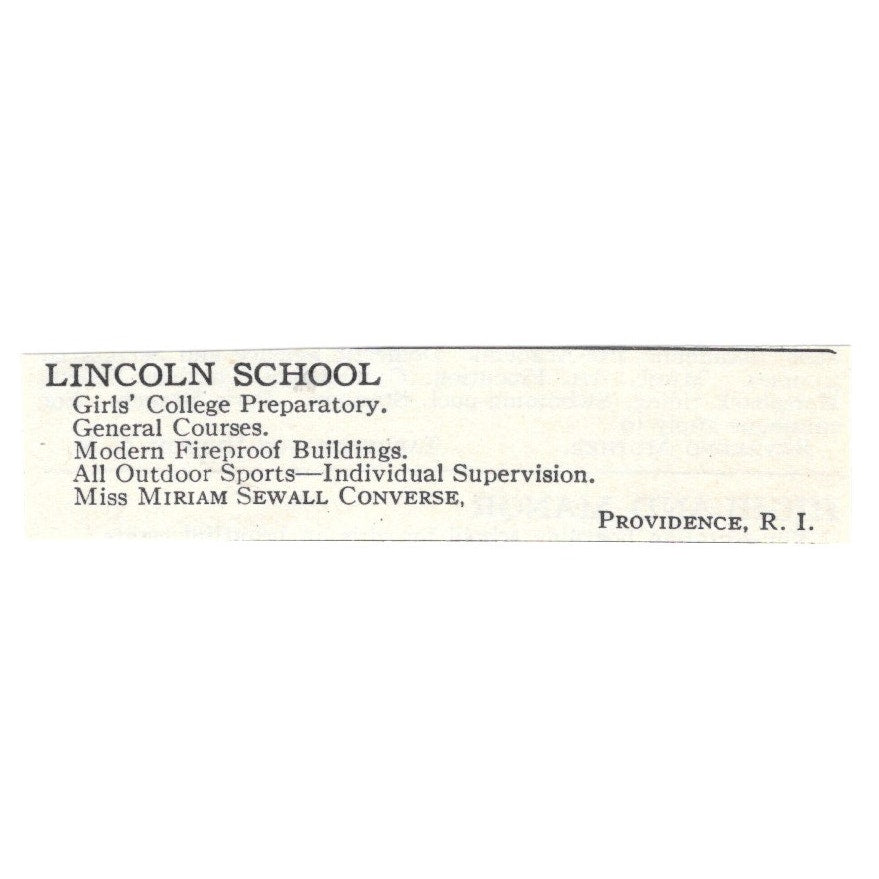 LINCOLN SCHOOL
Girls' College Preparatory.
General Courses.
Modern Fireproof Buildings.
All Outdoor Sports—Individual Supervision.
Miss MIRIAM SEWALL CONVERSE,
PROVIDENCE, R. I.